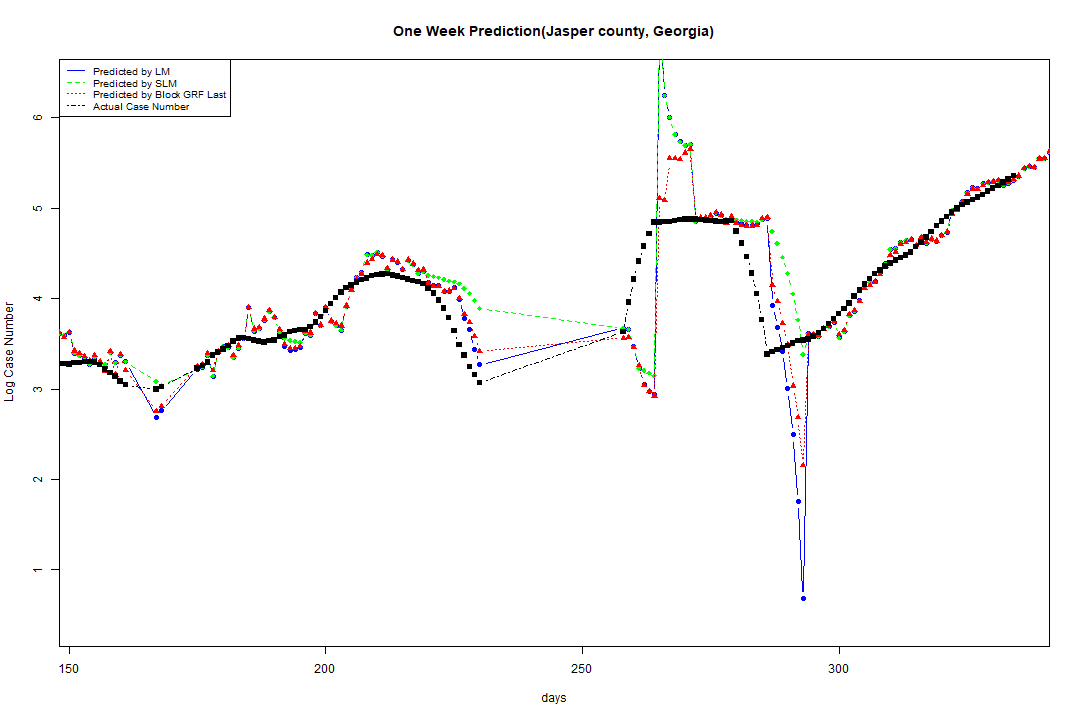 One Week Prediction(Jasper county, Georgia)
Predicted by LM
Predicted by SLM
Predicted by Block GRF Last
Actual Case Number
6
5
4
3
2
1
Log Case Number
150 200 250 300
days